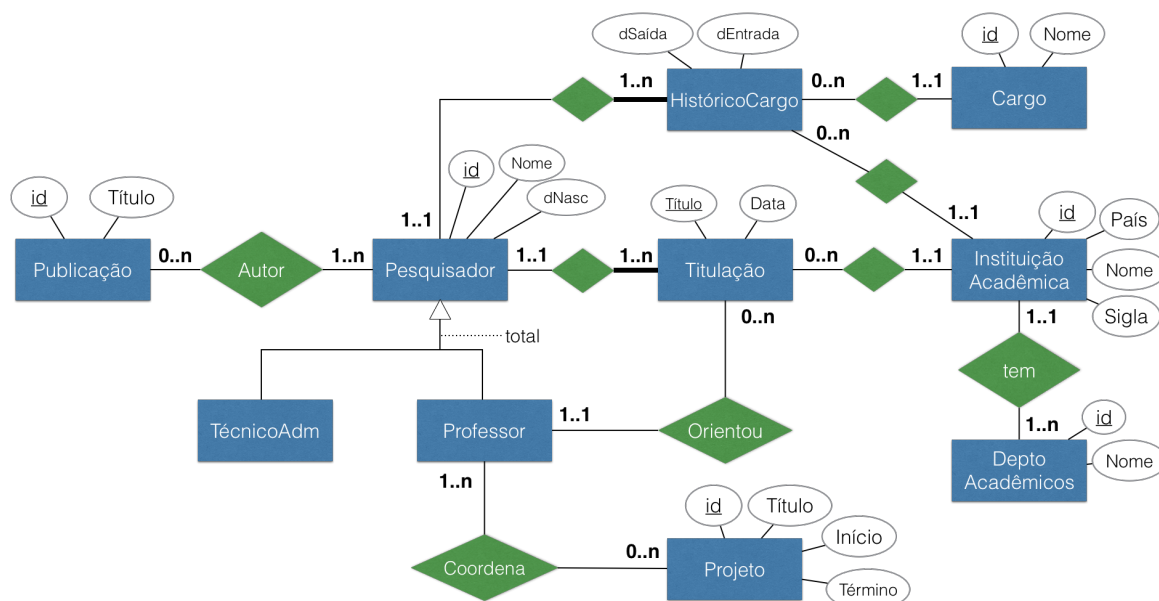 dSaída
dEntrada
id
Nome
1..n
HistóricoCargo
0..n
1..1
Cargo
0..n
id
Nome
dNasc
1..1
id
Título
Título
Data
1..1
id
País
Publicação
0..n
Autor
1..n
Pesquisador
1..1
1..n
Titulação
0..n
1..1
Instituição
Acadêmica
Nome
Sigla
total
0..n
1..1
tem
TécnicoAdm
1..1
Professor
Orientou
1..n
id
Depto
Acadêmicos
Nome
1..n
id
Título
Início
Coordena
0..n
Projeto
Término